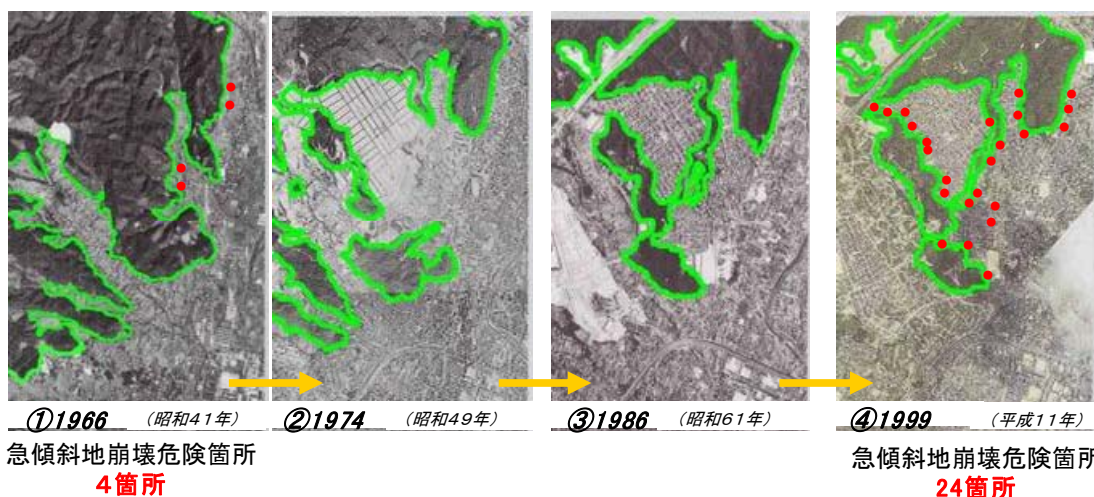 ①1966 (昭和41年)
②1974 (昭和49年)
③1986 (昭和61年)
④1999 (平成11年)
急傾斜地崩壊危険箇所
4箇所
急傾斜地崩壊危険箇所
24箇所